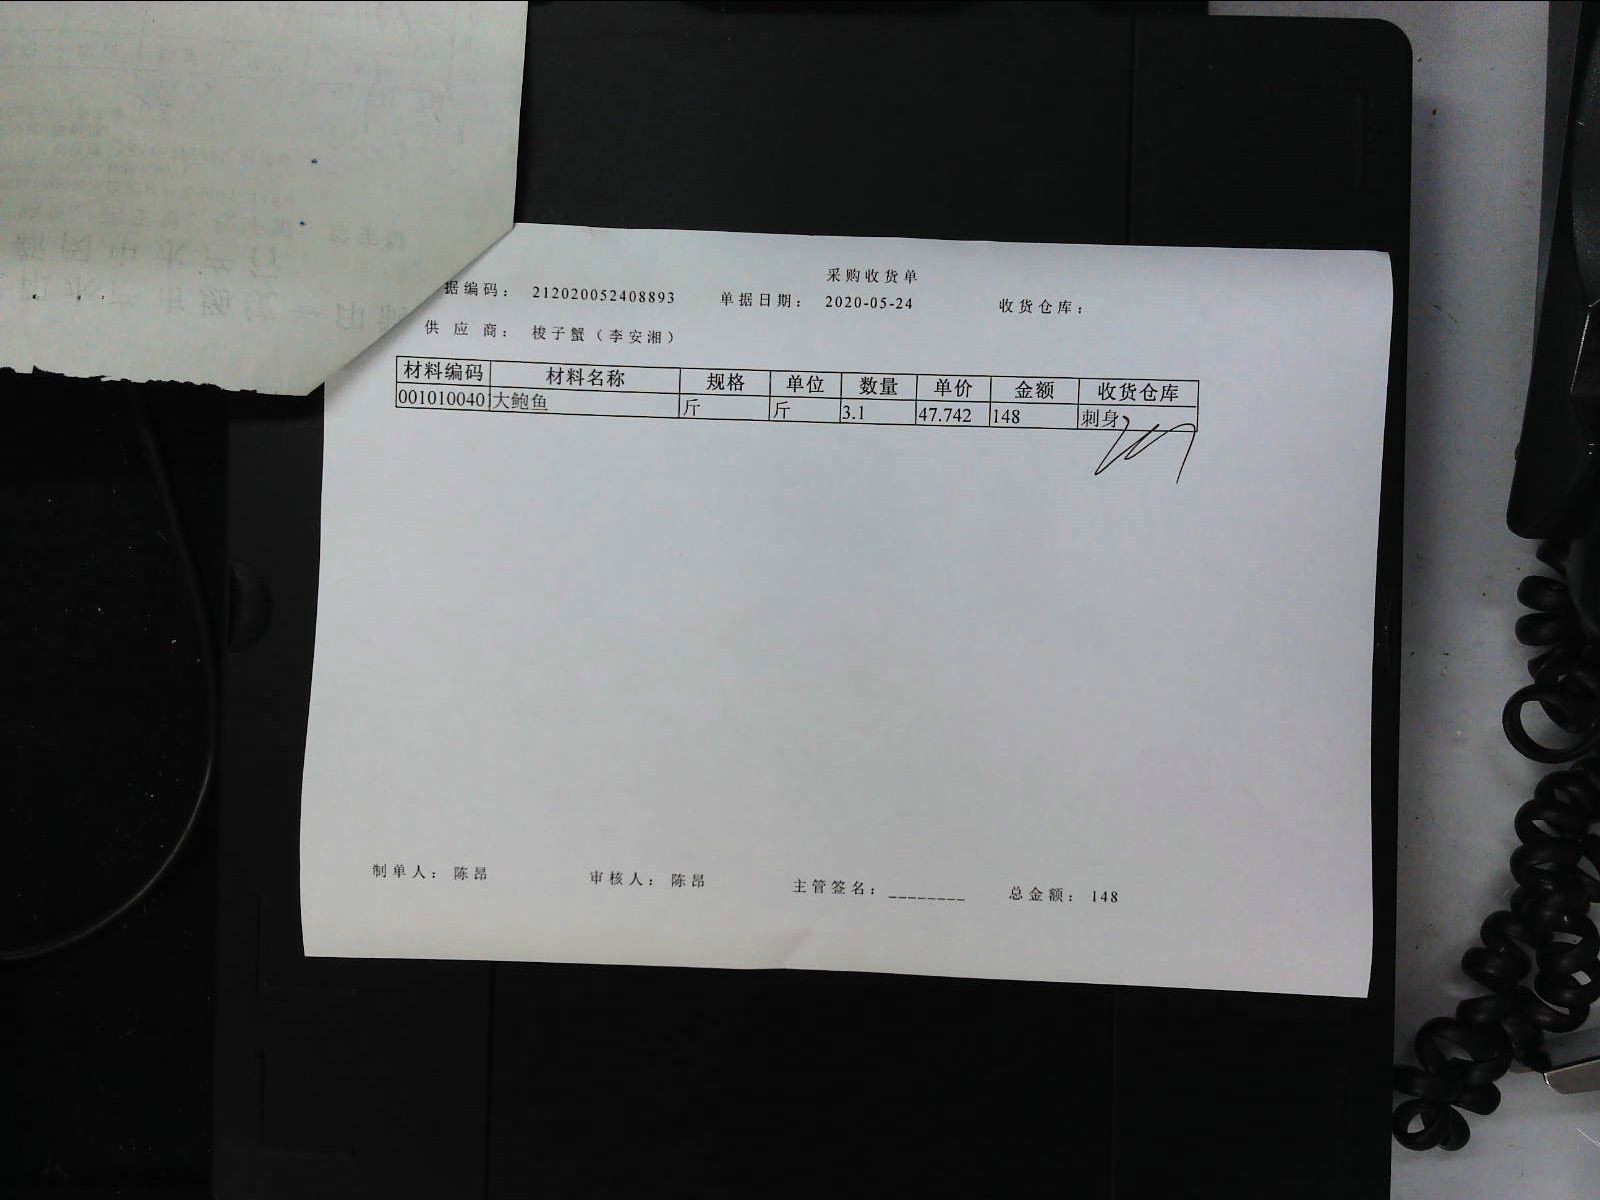 采购收货单
据编码： 212020052408893 单据日期： 2020-05-24 收货仓库：
供 应 商： 梭子蟹（李安湘）
材料编码 材料名称 规格 单位 数量 单价 金额 收货仓库
001010040 大鲍鱼 斤 斤 3.1 47.742 148 刺身
制单人： 陈昂 审核人： 陈昂 主管签名：________ 总金额： 148